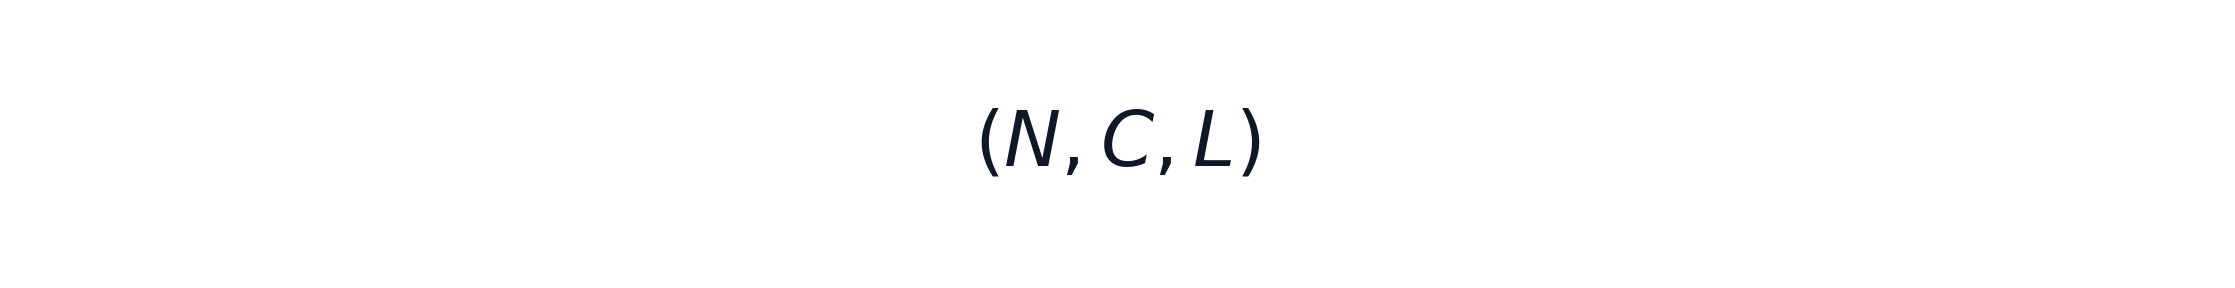 (N, C, L)